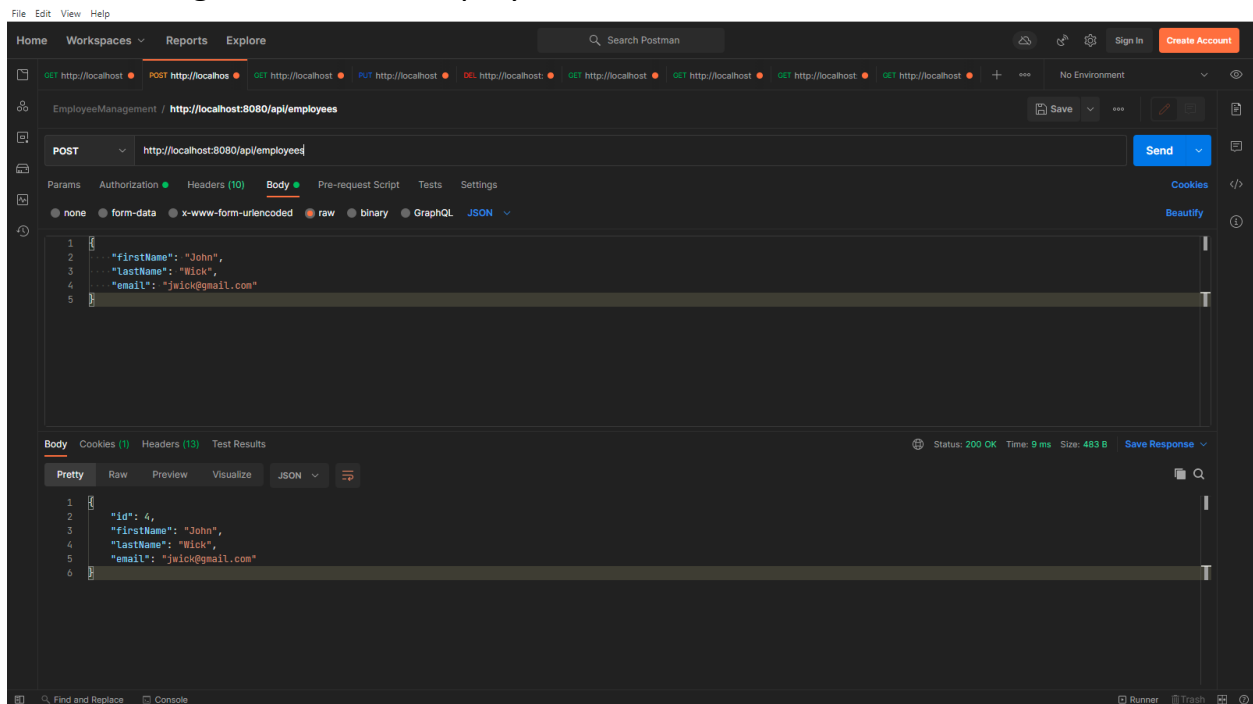 File Edit View Help
Home Workspaces Reports Explore Search Postman Sign In Create Account
GET http://localhost POST http://localhos GET http://localhost PUT http://localhost DEL http://localhost: GET http://localhost GET http://localhost GET http://localhost: GET http://localhost No Environment
EmployeeManagement / http://localhost:8080/api/employees Save
POST http://localhost:8080/api/employees Send
Params Authorization Headers (10) Body Pre-request Script Tests Settings Cookies
none form-data x-www-form-urlencoded raw binary GraphQL JSON Beautify
1 {
2 "firstName": "John",
3 "lastName": "Wick",
4 "email": "jwick@gmail.com"
5 }
Body Cookies (1) Headers (13) Test Results Status: 200 OK Time: 9 ms Size: 483 B Save Response
Pretty Raw Preview Visualize JSON
1 {
2 "id": 4,
3 "firstName": "John",
4 "lastName": "Wick",
5 "email": "jwick@gmail.com"
6 }
Find and Replace Console Runner Trash